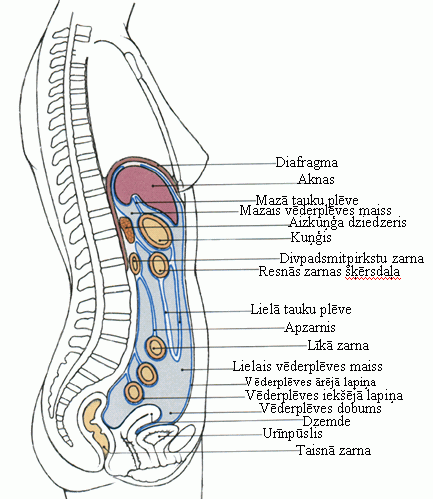 Diafragma
Aknas
Mazā tauku plēve
Mazais vēderplēves maiss
Aizkuņģa dziedzeris
Kuņģis
Divpadsmitpirkstu zarna
Resnās zarnas šķērsdaļa
Lielā tauku plēve
Apzarnis
Līkā zarna
Lielais vēderplēves maiss
Vēderplēves ārējā lapiņa
Vēderplēves iekšējā lapiņa
Vēderplēves dobums
Dzemde
Urīnpūslis
Taisnā zarna